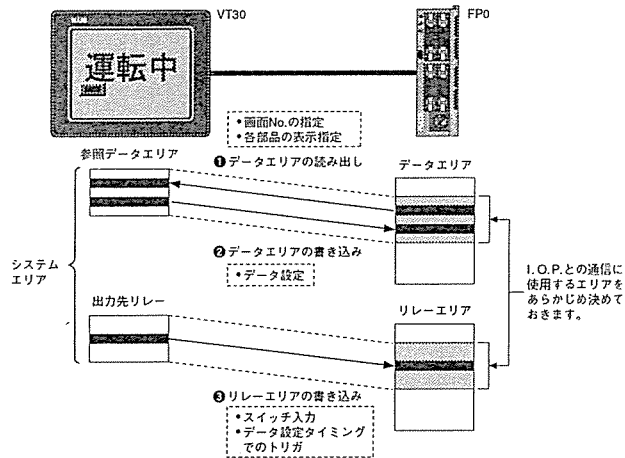 VT30
FP0
運転中
• 画面No.の指定
• 各部品の表示指定
参照データエリア
❶データエリアの読み出し
データエリア
システム
エリア
❷データエリアの書き込み
• データ設定
I.O.P.との通信に
使用するエリアを
あらかじめ決めて
おきます。
出力先リレー
リレーエリア
❸リレーエリアの書き込み
• スイッチ入力
• データ設定タイミング
でのトリガ